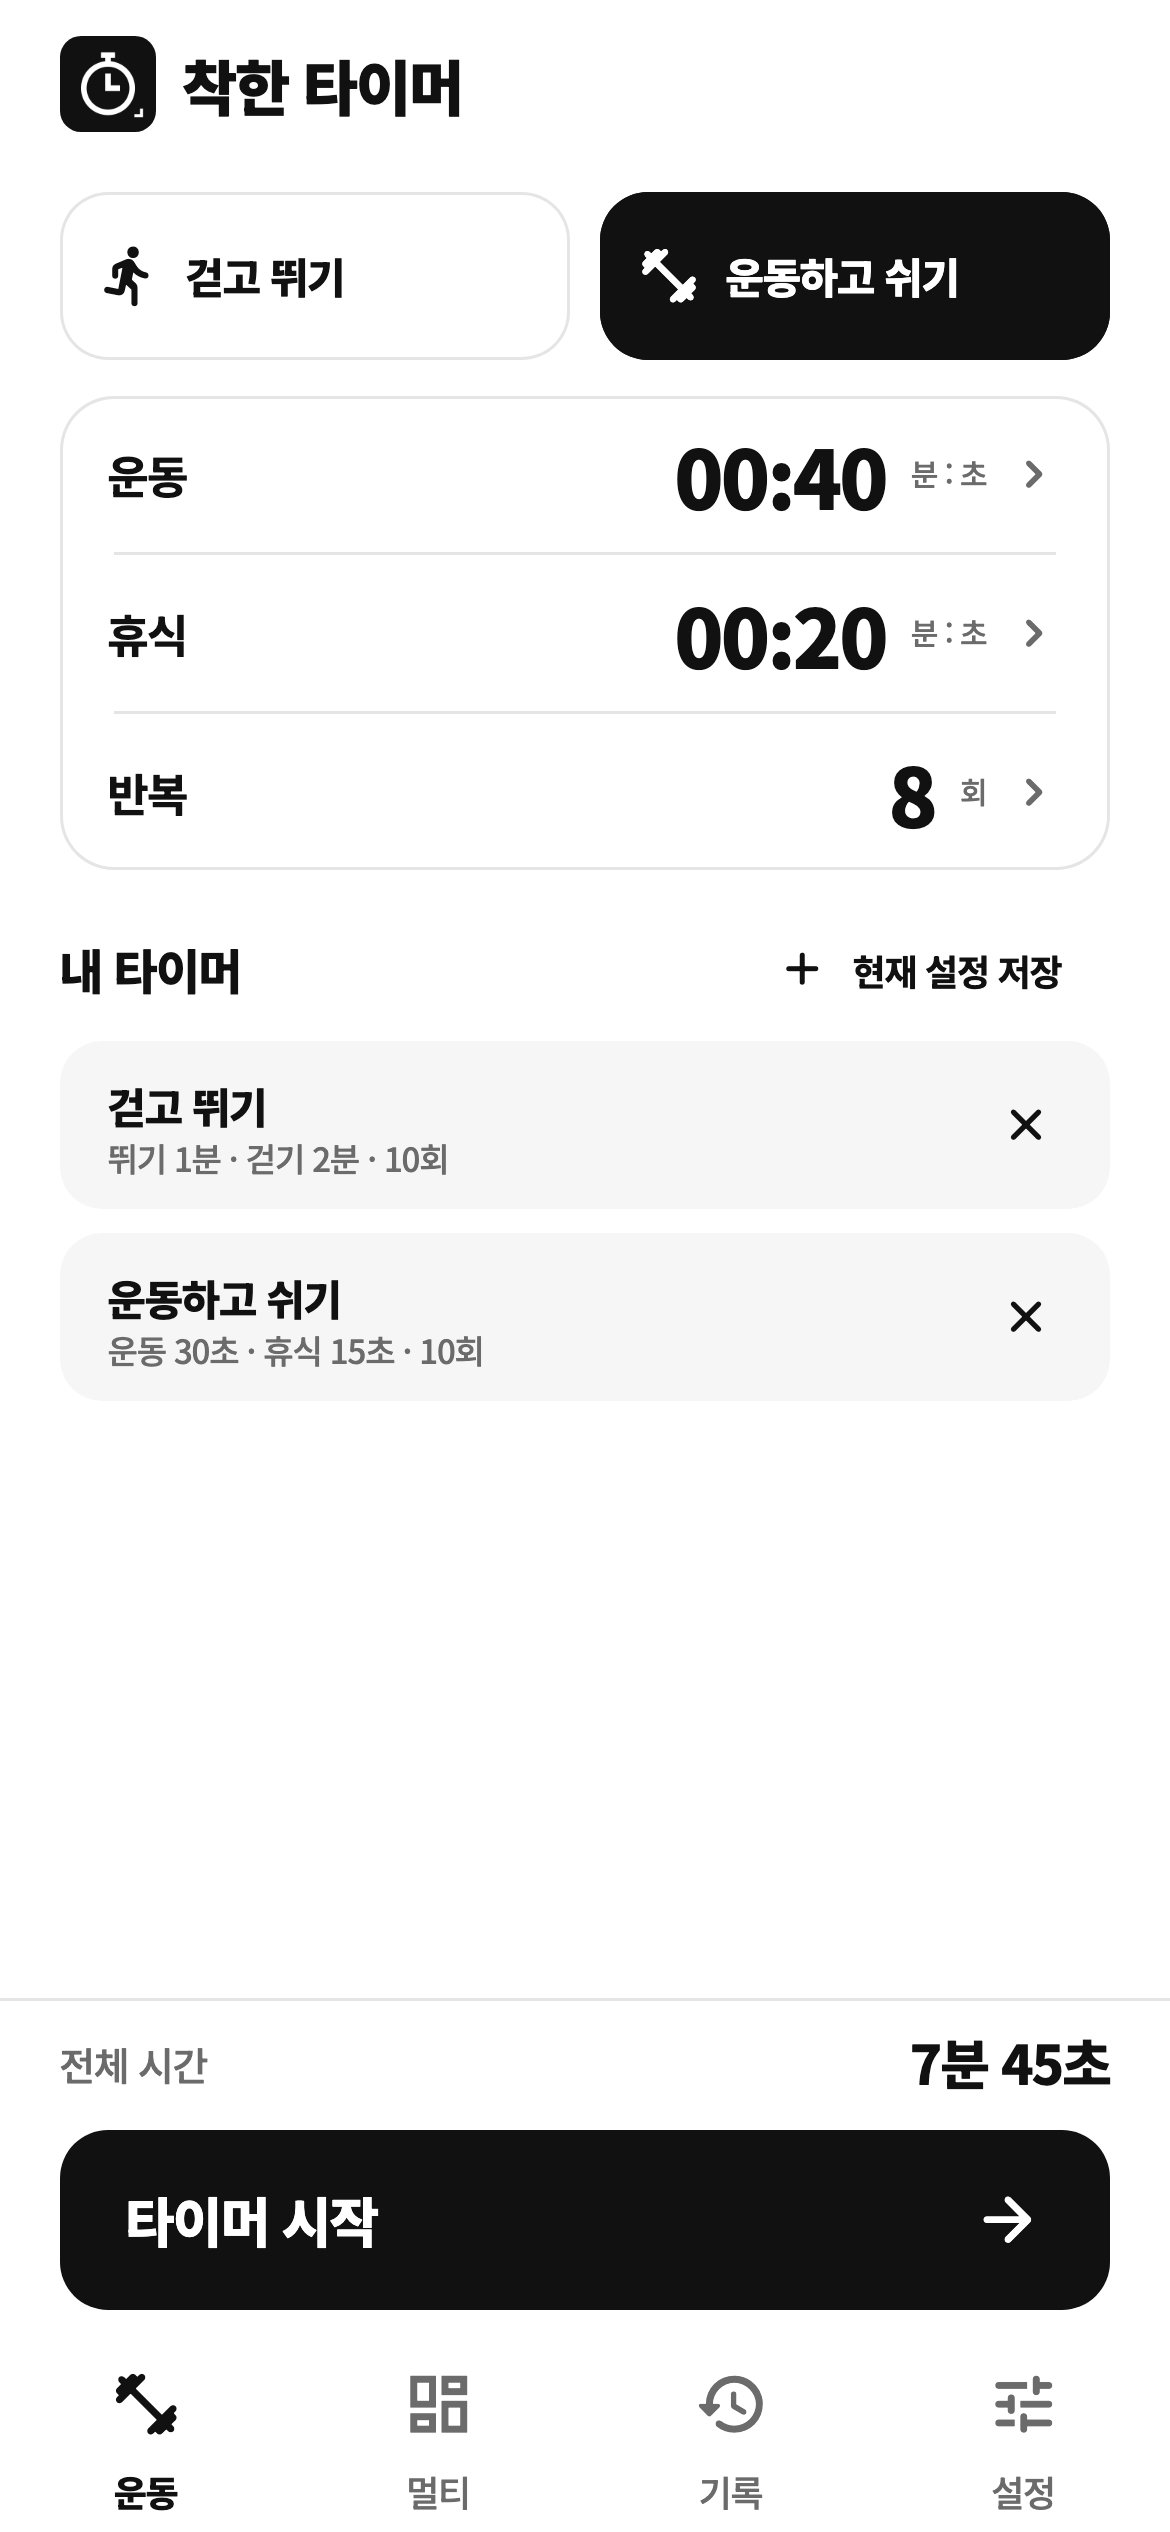 착한 타이머
걷고 뛰기
운동하고 쉬기
운동 00:40 분 : 초
휴식 00:20 분 : 초
반복 8 회
내 타이머
현재 설정 저장
걷고 뛰기
뛰기 1분 · 걷기 2분 · 10회
운동하고 쉬기
운동 30초 · 휴식 15초 · 10회
전체 시간 7분 45초
타이머 시작
운동 멀티 기록 설정